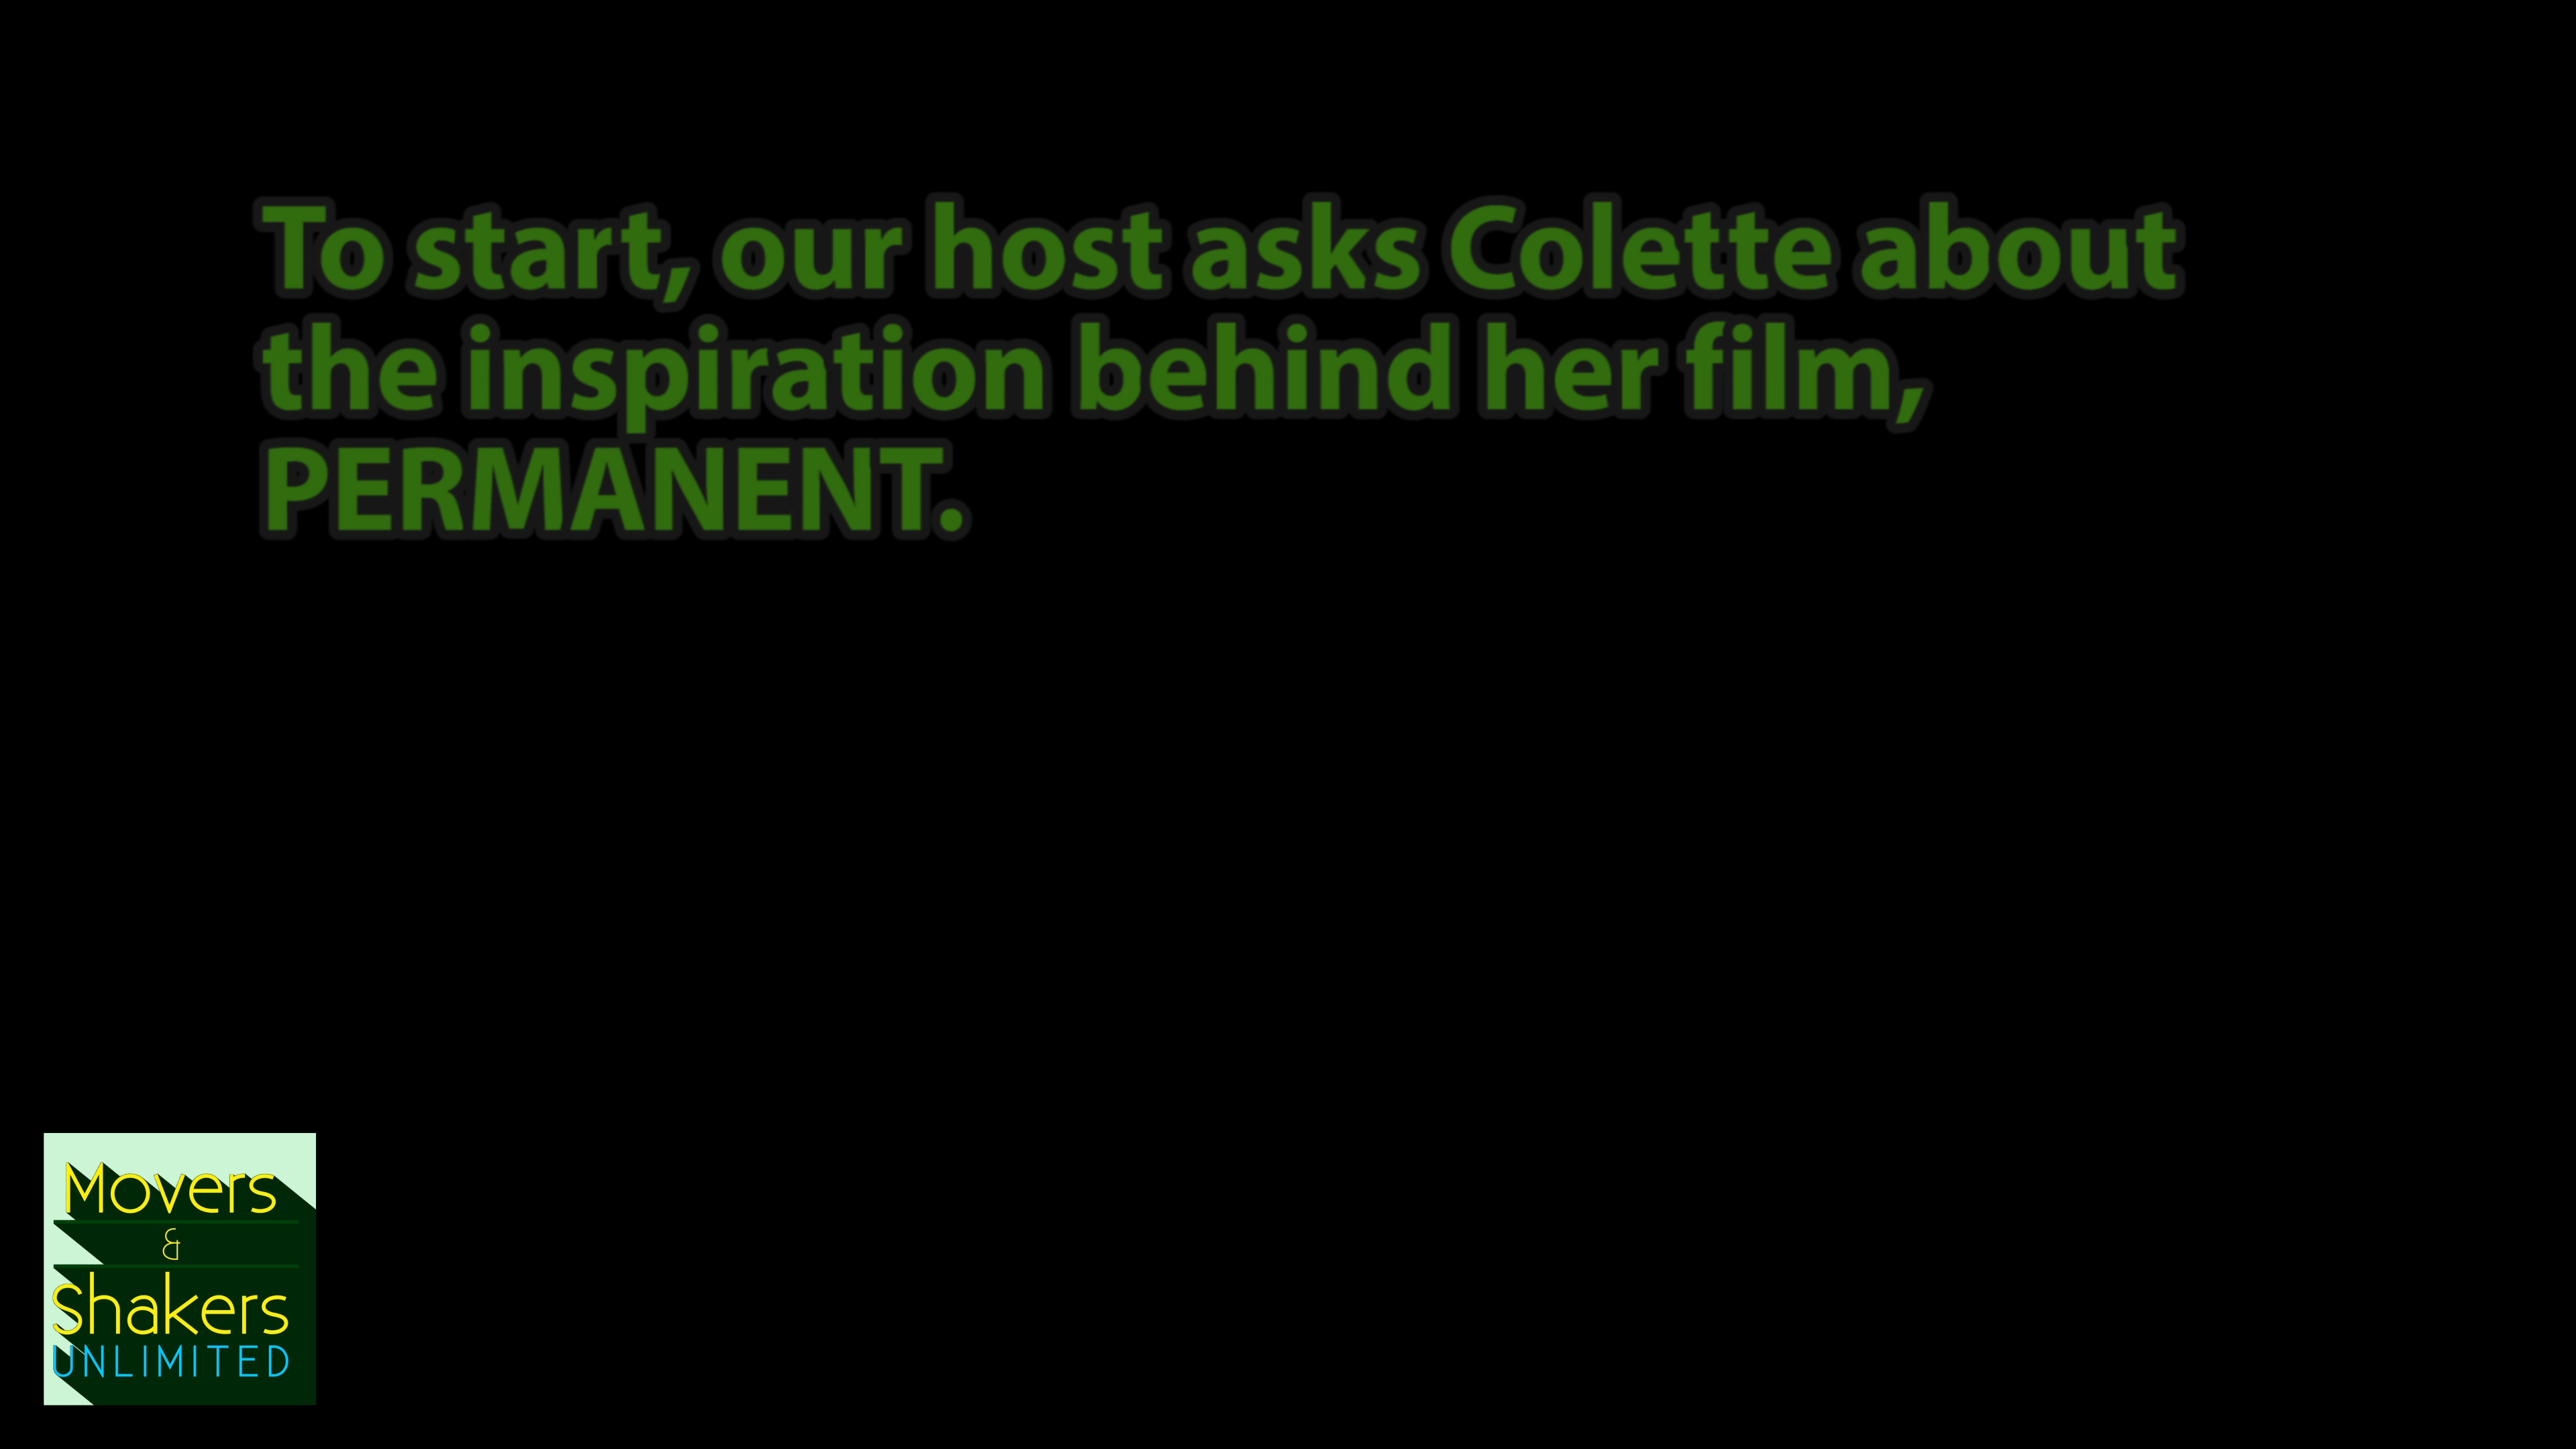 To start, our host asks Colette about
the inspiration behind her film,
PERMANENT.
Movers
&
Shakers
UNLIMITED